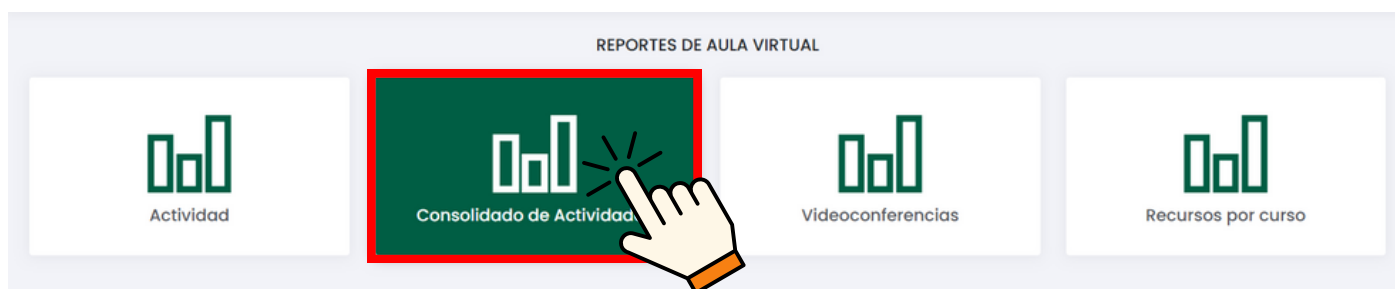 REPORTES DE AULA VIRTUAL
Actividad
Consolidado de Actividad
Videoconferencias
Recursos por curso